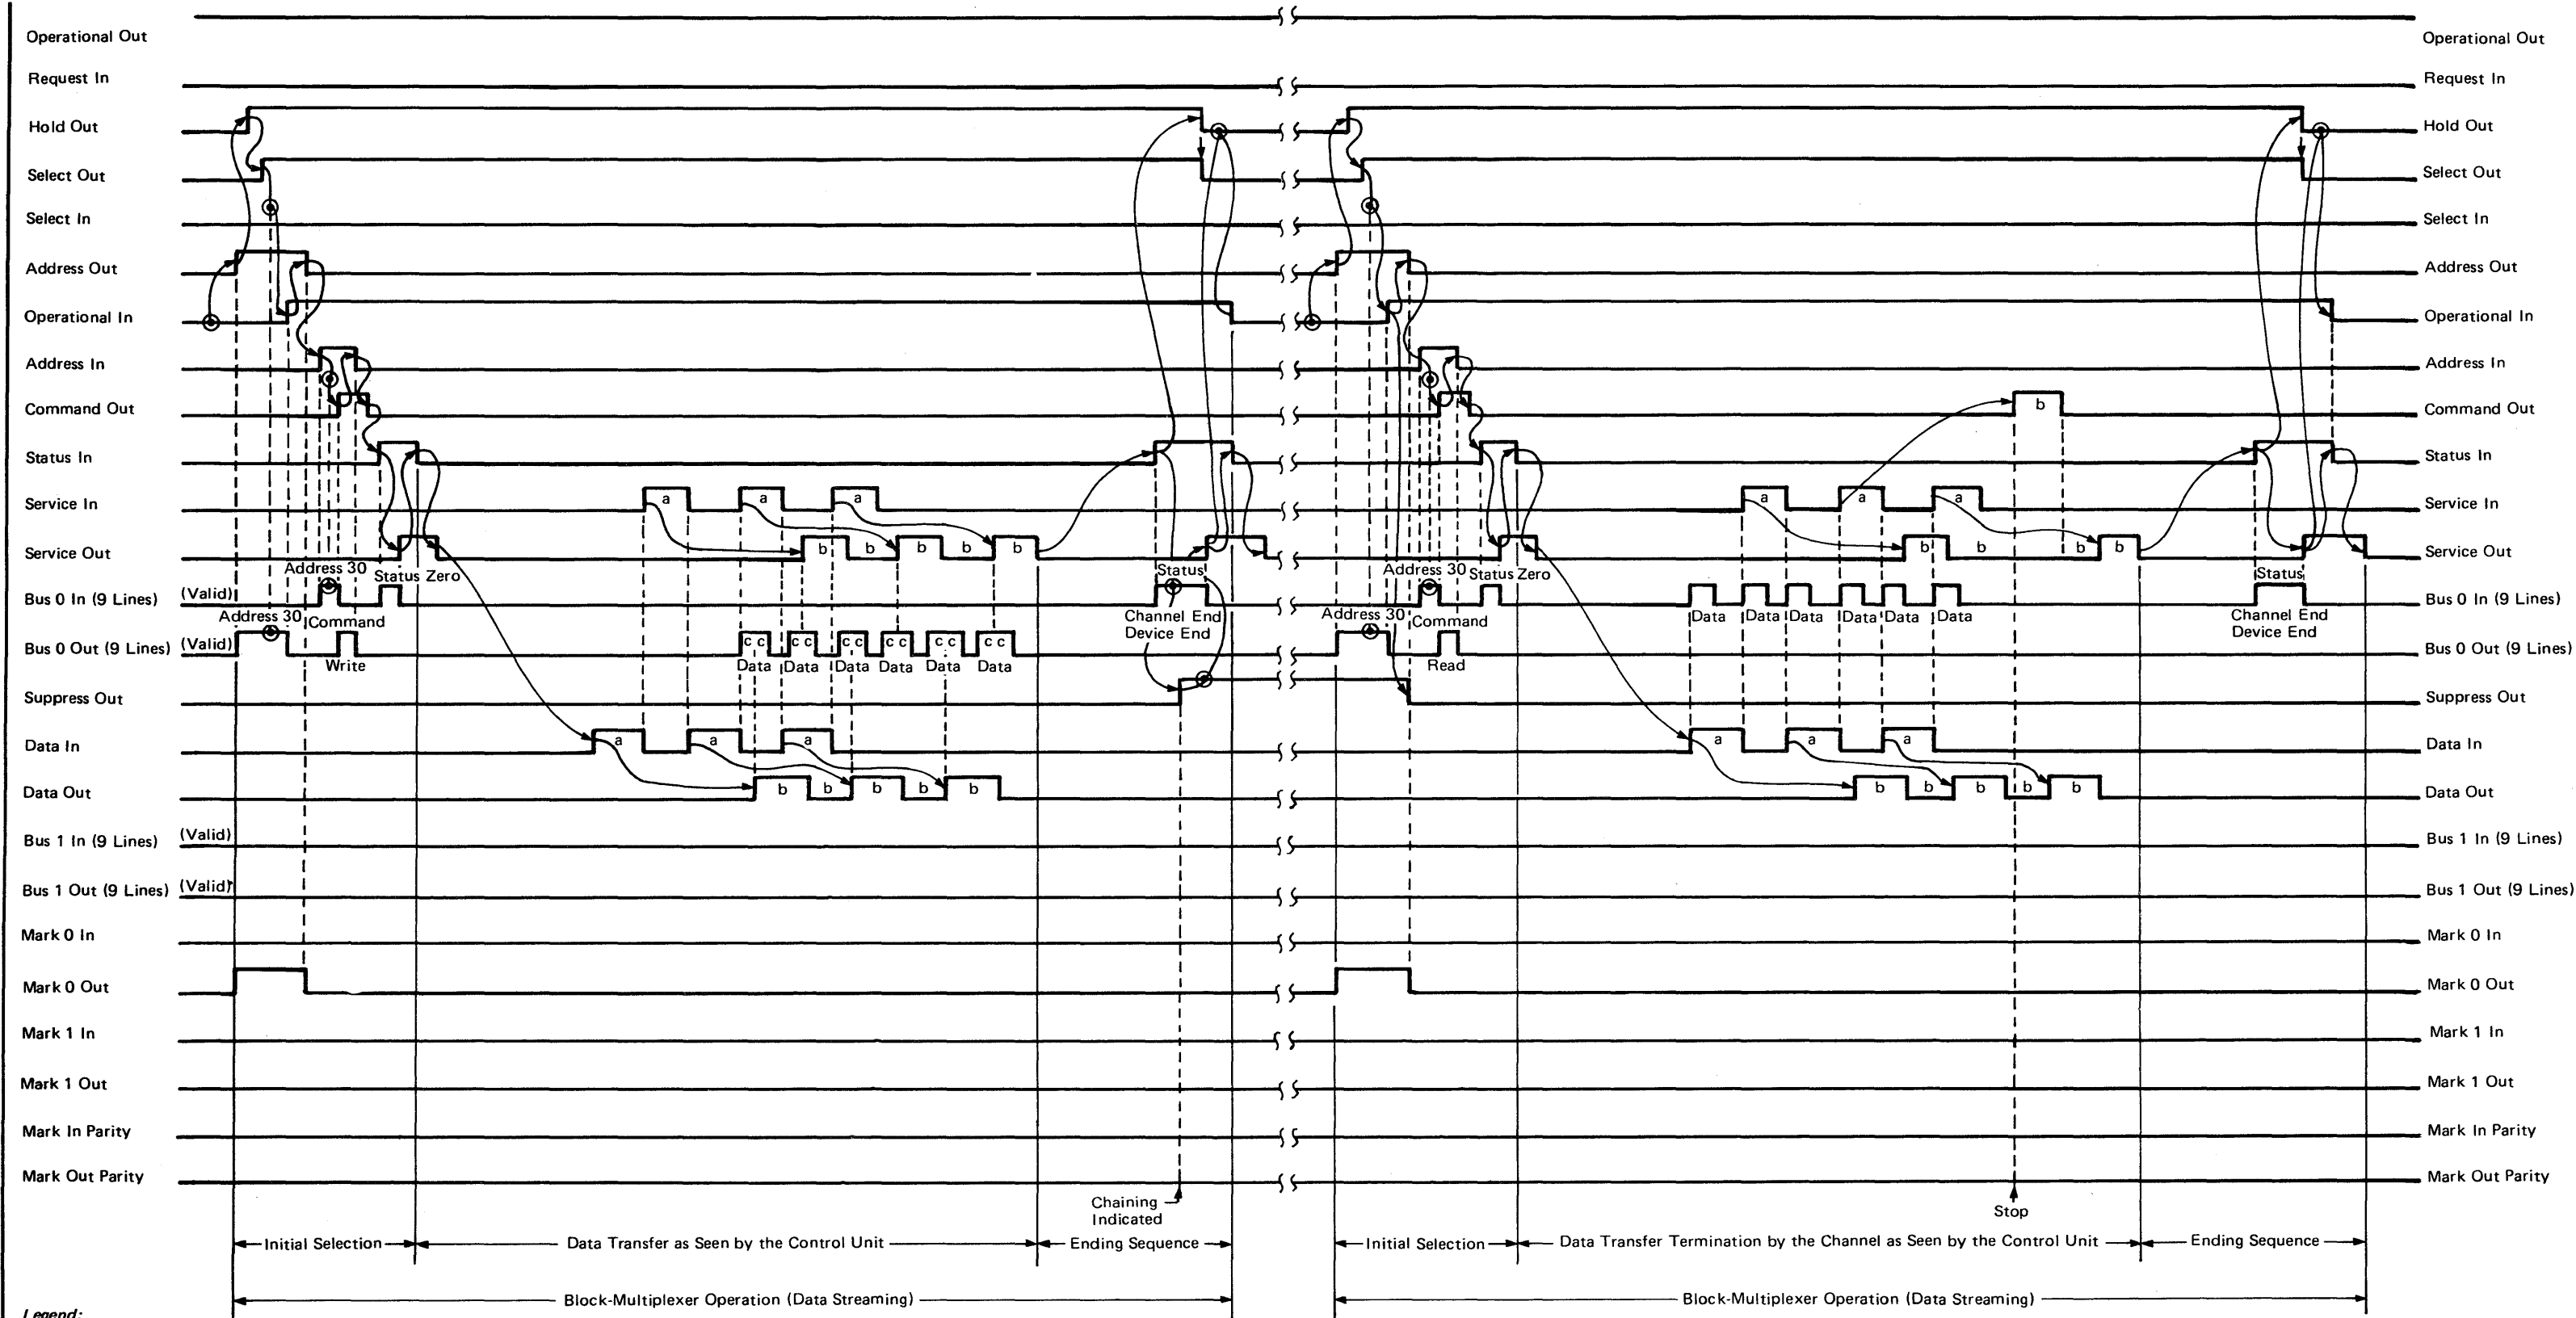 Operational Out Operational Out
Request In Request In
Hold Out Hold Out
Select Out Select Out
Select In Select In
Address Out Address Out
Operational In Operational In
Address In Address In
Command Out b Command Out
Status In Status In
Service In a a a a a a Service In
Service Out b b b b b b b b b Service Out
Address 30 Status Zero Status Address 30 Status Zero Status
Bus 0 In (9 Lines) (Valid) Bus 0 In (9 Lines)
Address 30 Command Channel End Address 30 Command Data Data Data Data Data Data Channel End
Device End Device End
Bus 0 Out (9 Lines) (Valid) c c c c c c c c c c c c Bus 0 Out (9 Lines)
Write Data Data Data Data Data Data Read
Suppress Out Suppress Out
Data In a a a a a a Data In
Data Out b b b b b b b b b b Data Out
Bus 1 In (9 Lines) (Valid) Bus 1 In (9 Lines)
Bus 1 Out (9 Lines) (Valid) Bus 1 Out (9 Lines)
Mark 0 In Mark 0 In
Mark 0 Out Mark 0 Out
Mark 1 In Mark 1 In
Mark 1 Out Mark 1 Out
Mark In Parity Mark In Parity
Mark Out Parity Mark Out Parity
Chaining
Indicated
Stop
Initial Selection Data Transfer as Seen by the Control Unit Ending Sequence Initial Selection Data Transfer Termination by the Channel as Seen by the Control Unit Ending Sequence
Block-Multiplexer Operation (Data Streaming) Block-Multiplexer Operation (Data Streaming)
Legend: